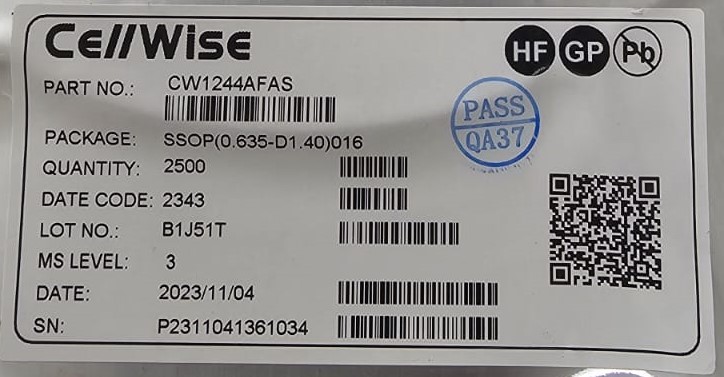 CellWise
HF GP Pb
PART NO.: CW1244AFAS
PASS
QA37
PACKAGE: SSOP(0.635-D1.40)016
QUANTITY: 2500
DATE CODE: 2343
LOT NO.: B1J51T
MS LEVEL: 3
DATE: 2023/11/04
SN: P2311041361034